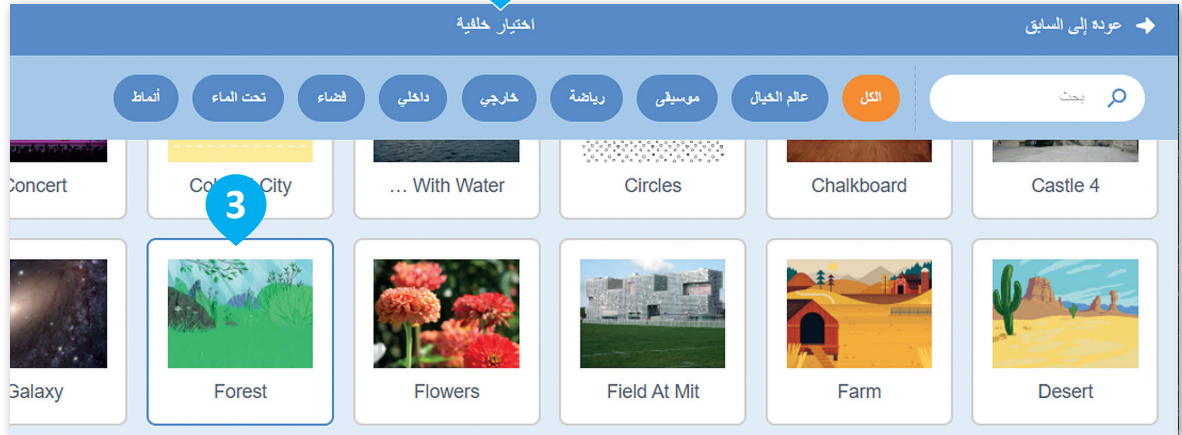 عودة إلى السابق
اختيار خلفية
بحث
الكل
عالم الخيال
موسيقى
رياضة
خارجي
داخلي
فضاء
تحت الماء
أنماط
Castle 4
Chalkboard
Circles
... With Water
City
Concert
3
Desert
Farm
Field At Mit
Flowers
Forest
Galaxy